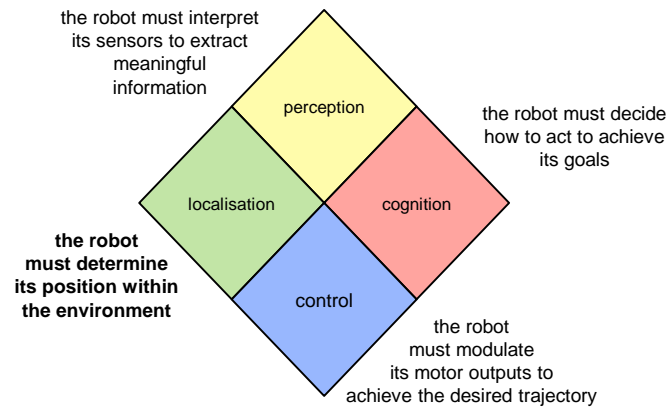 the robot must interpret
its sensors to extract
meaningful
information
perception
the robot must decide
how to act to achieve
its goals
localisation
cognition
the robot
must determine
its position within
the environment
control
the robot
must modulate
its motor outputs to
achieve the desired trajectory